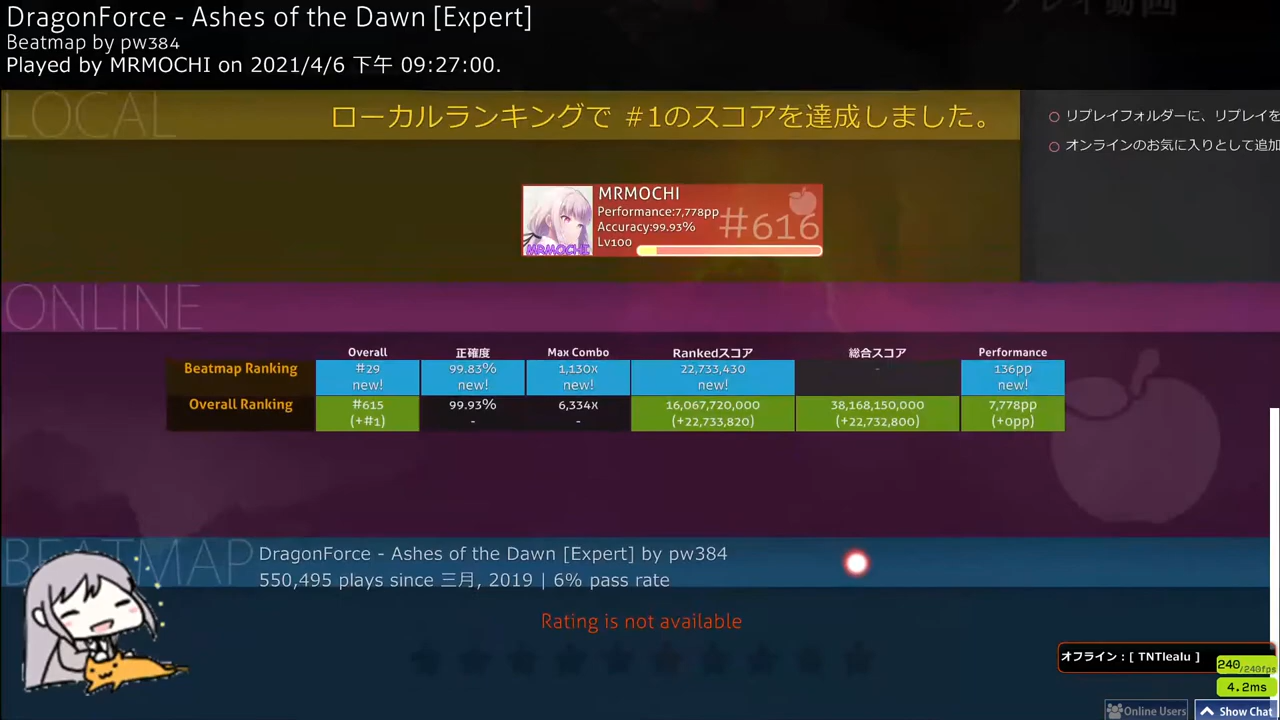 DragonForce - Ashes of the Dawn [Expert]
Beatmap by pw384
Played by MRMOCHI on 2021/4/6 下午 09:27:00.
プレイ動画
LOCAL
ローカルランキングで #1のスコアを達成しました。
リプレイフォルダーに、リプレイを
オンラインのお気に入りとして追加
MRMOCHI
Performance:7,778pp
Accuracy:99.93%
Lv100
#616
MRMOCHI
ONLINE
Overall 正確度 Max Combo Rankedスコア 総合スコア Performance
Beatmap Ranking #29 99.83% 1,130x 22,733,430 - 136pp
new! new! new! new! new!
Overall Ranking #615 99.93% 6,334x 16,067,720,000 38,168,150,000 7,778pp
(+#1) - - (+22,733,820) (+22,732,800) (+0pp)
BEATMAP
DragonForce - Ashes of the Dawn [Expert] by pw384
550,495 plays since 三月, 2019 | 6% pass rate
Rating is not available
オフライン : [ TNTlealu ]
240/240fps
4.2ms
Online Users
Show Chat